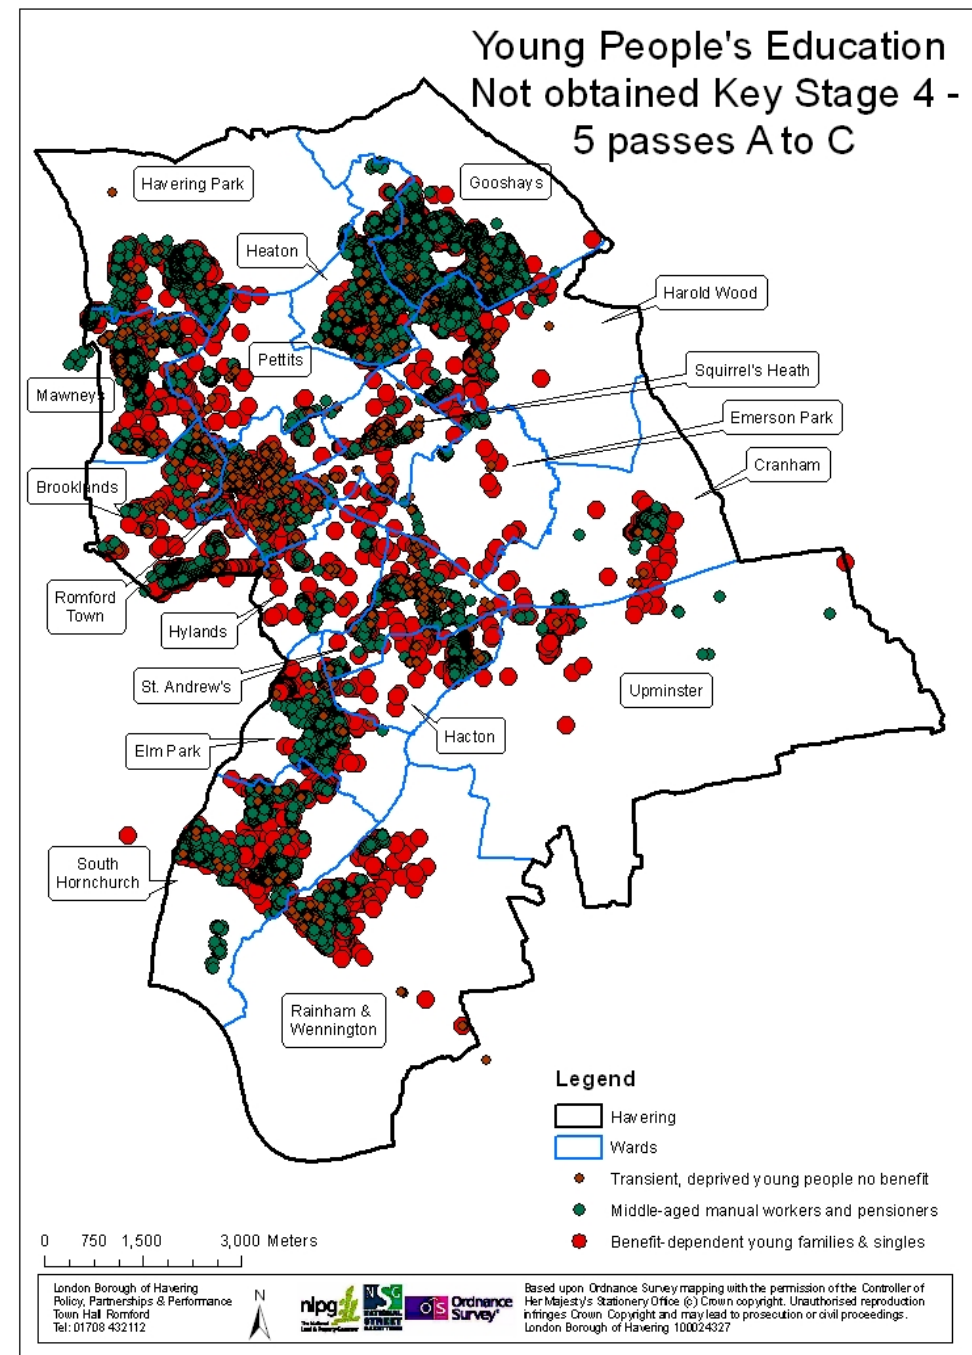 Young People's Education
Not obtained Key Stage 4 -
5 passes A to C
Havering Park
Gooshays
Heaton
Harold Wood
Pettits
Squirrel's Heath
Mawneys
Emerson Park
Cranham
Brooklands
Romford
Town
Hylands
St. Andrew's
Upminster
Hacton
Elm Park
South
Hornchurch
Rainham &
Wennington
Legend
Havering
Wards
Transient, deprived young people no benefit
Middle-aged manual workers and pensioners
Benefit-dependent young families & singles
0 750 1,500 3,000 Meters
London Borough of Havering
Policy, Partnerships & Performance
Town Hall Romford
Tel: 01708 432112
N
nlpg
NSG
NATIONAL
STREET
OS Ordnance
Survey
Based upon Ordnance Survey mapping with the permission of the Controller of
Her Majesty's Stationery Office (c) Crown copyright. Unauthorised reproduction
infringes Crown Copyright and may lead to prosecution or civil proceedings.
London Borough of Havering 100024327